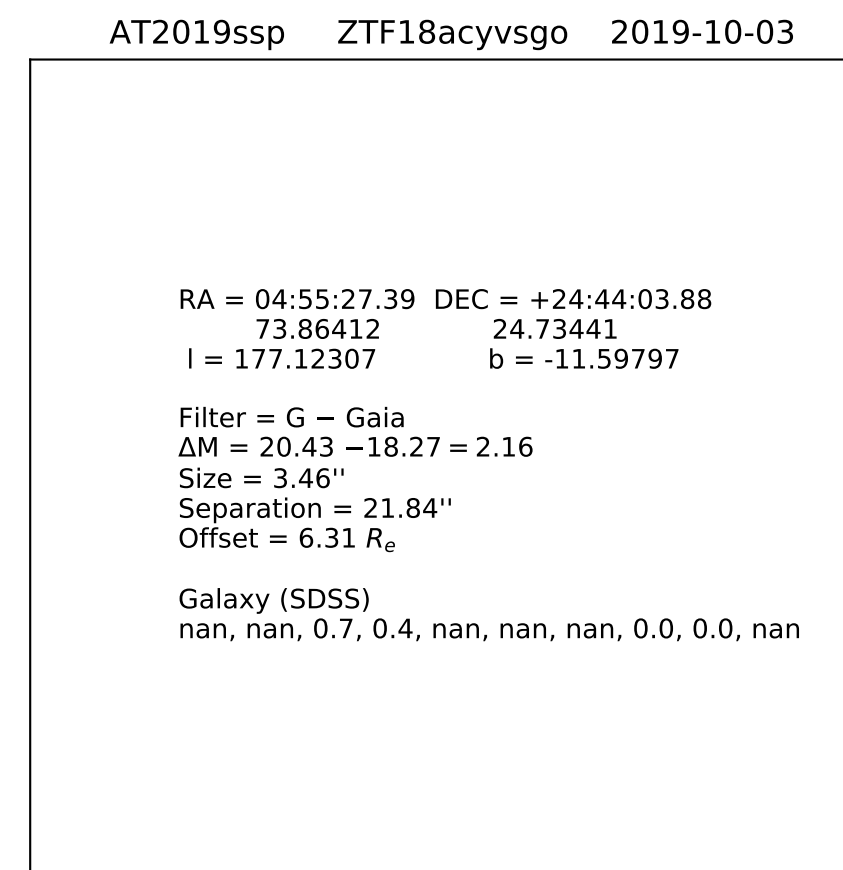 AT2019ssp ZTF18acyvsgo 2019-10-03
RA = 04:55:27.39 DEC = +24:44:03.88
73.86412 24.73441
l = 177.12307 b = -11.59797
Filter = G − Gaia
ΔM = 20.43 −18.27 = 2.16
Size = 3.46''
Separation = 21.84''
Offset = 6.31 Re
Galaxy (SDSS)
nan, nan, 0.7, 0.4, nan, nan, nan, 0.0, 0.0, nan